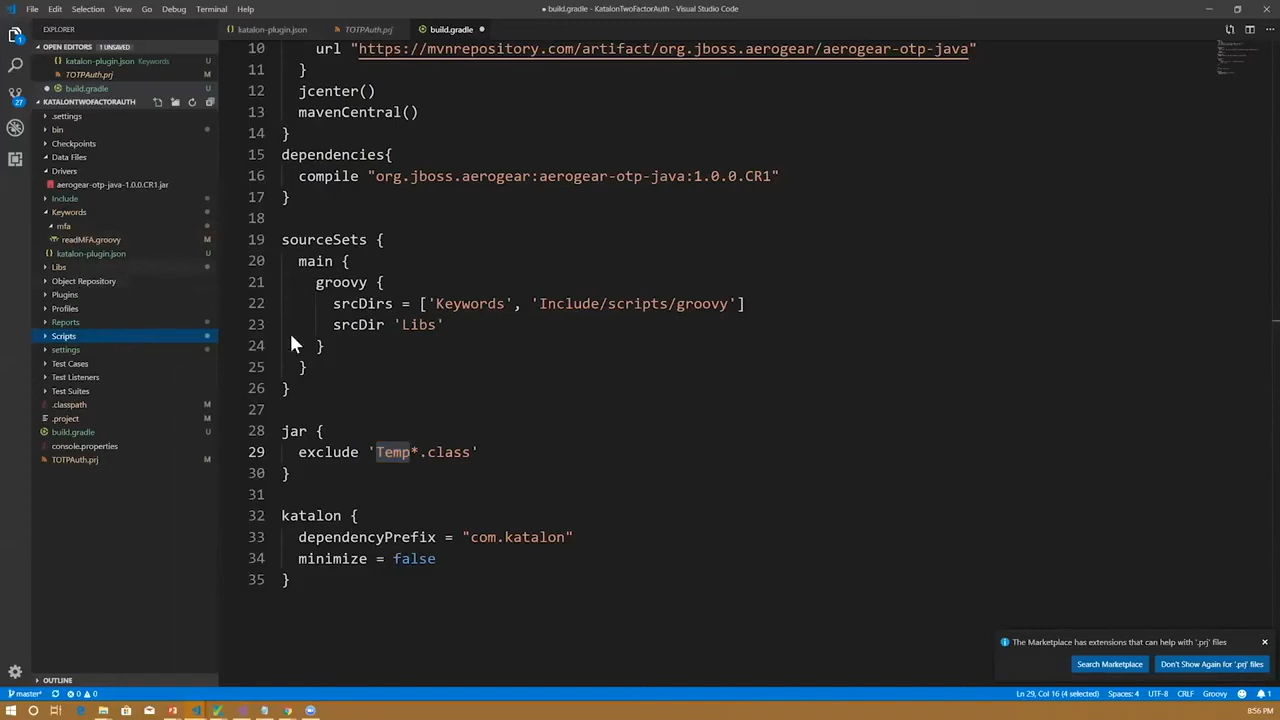 File Edit Selection View Go Debug Terminal Help
● build.gradle - KatalonTwoFactorAuth - Visual Studio Code
EXPLORER
OPEN EDITORS 1 UNSAVED
katalon-plugin.json Keywords U
TOTPAuth.prj M
build.gradle U
KATALONTWOFACTORAUTH
.settings
bin
Checkpoints
Data Files
Drivers
aerogear-otp-java-1.0.0.CR1.jar
Include
Keywords
mfa
readMFA.groovy M
katalon-plugin.json U
Libs
Object Repository
Plugins
Profiles
Reports
Scripts
settings
Test Cases
Test Listeners
Test Suites
.classpath M
.project M
build.gradle U
console.properties
TOTPAuth.prj M
OUTLINE
katalon-plugin.json TOTPAuth.prj build.gradle
10 url "https://mvnrepository.com/artifact/org.jboss.aerogear/aerogear-otp-java"
11 }
12 jcenter()
13 mavenCentral()
14 }
15 dependencies{
16 compile "org.jboss.aerogear:aerogear-otp-java:1.0.0.CR1"
17 }
18
19 sourceSets {
20 main {
21 groovy {
22 srcDirs = ['Keywords', 'Include/scripts/groovy']
23 srcDir 'Libs'
24 }
25 }
26 }
27
28 jar {
29 exclude 'Temp*.class'
30 }
31
32 katalon {
33 dependencyPrefix = "com.katalon"
34 minimize = false
35 }
The Marketplace has extensions that can help with '.prj' files
Search Marketplace Don't Show Again for '.prj' files
master* 0 0 Ln 29, Col 16 (4 selected) Spaces: 4 UTF-8 CRLF Groovy 1
8:56 PM